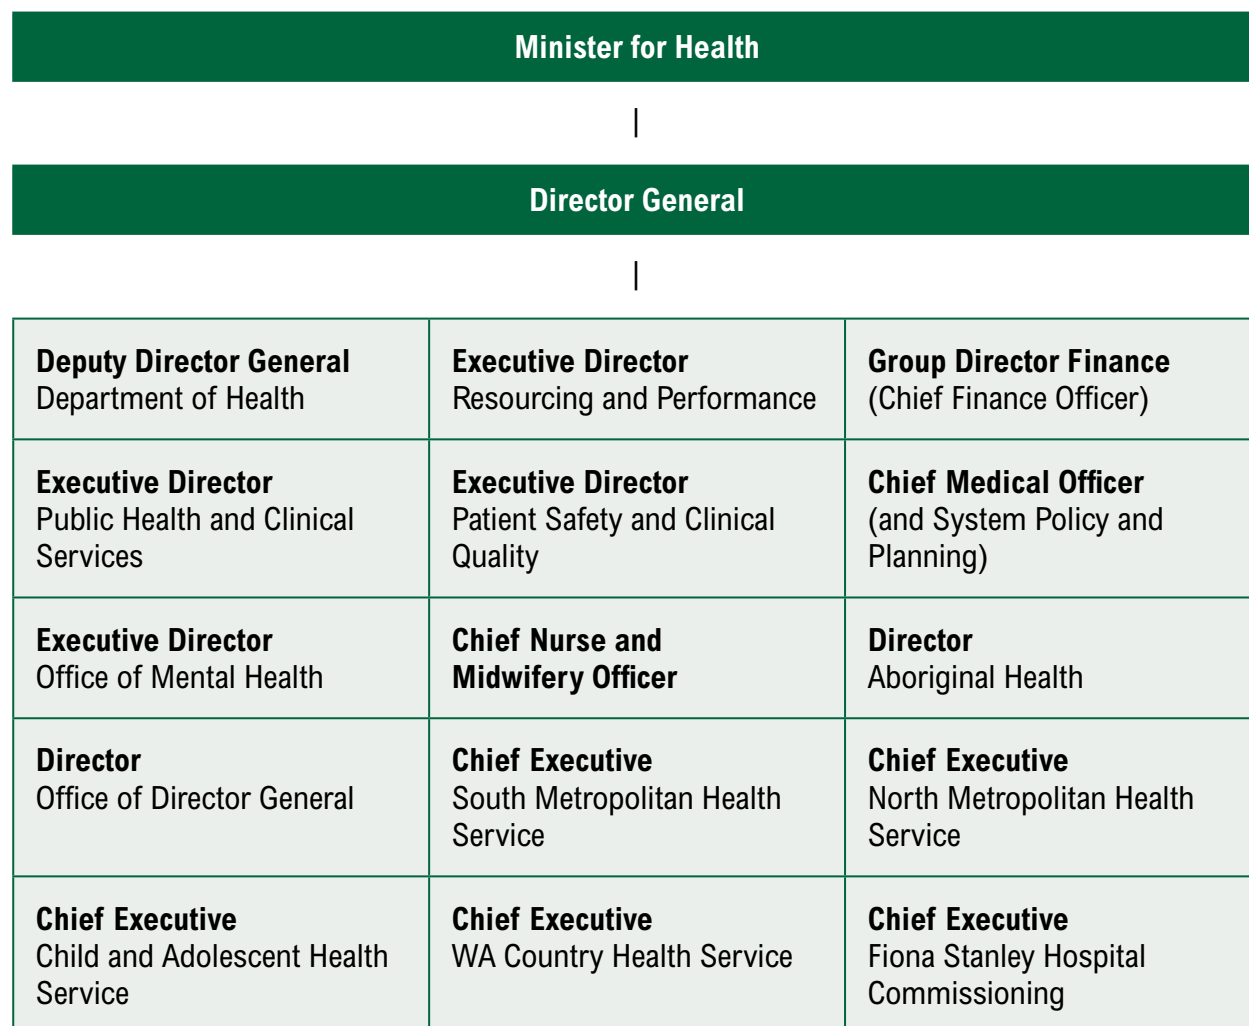 Minister for Health
Director General
Deputy Director General
Department of Health
Executive Director
Resourcing and Performance
Group Director Finance
(Chief Finance Officer)
Executive Director
Public Health and Clinical
Services
Executive Director
Patient Safety and Clinical
Quality
Chief Medical Officer
(and System Policy and
Planning)
Executive Director
Office of Mental Health
Chief Nurse and
Midwifery Officer
Director
Aboriginal Health
Director
Office of Director General
Chief Executive
South Metropolitan Health
Service
Chief Executive
North Metropolitan Health
Service
Chief Executive
Child and Adolescent Health
Service
Chief Executive
WA Country Health Service
Chief Executive
Fiona Stanley Hospital
Commissioning